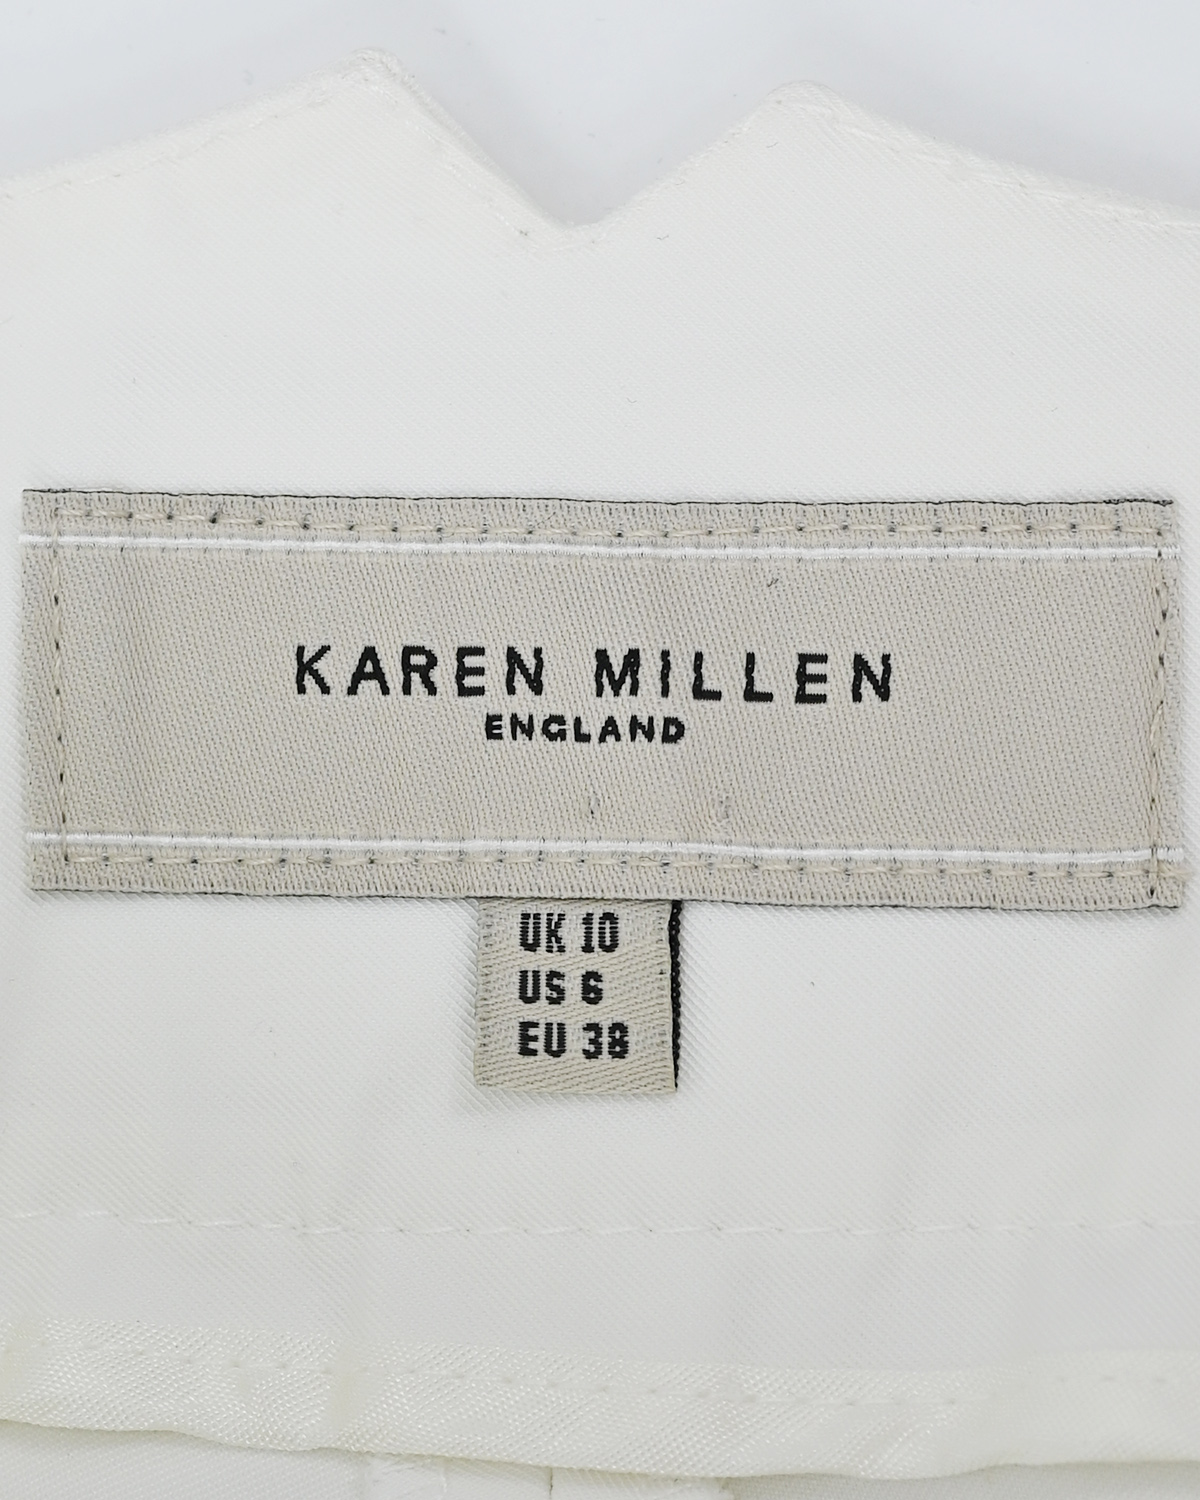 KAREN MILLEN
ENGLAND
UK 10
US 6
EU 38